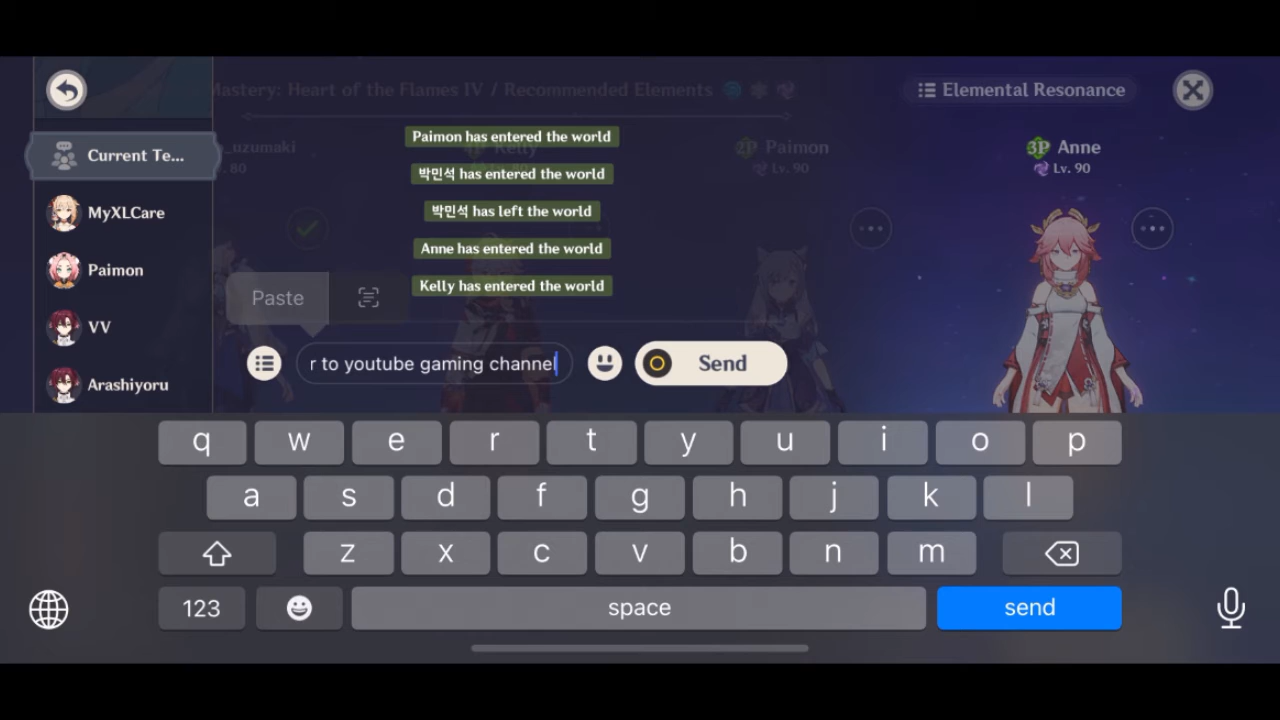 Mastery: Heart of the Flames IV / Recommended Elements
Elemental Resonance
Current Te...
MyXLCare
Paimon
VV
Arashiyoru
_uzumaki
. 80
Kelly
2P Paimon
Lv. 90
3P Anne
Lv. 90
Paimon has entered the world
박민석 has entered the world
박민석 has left the world
Anne has entered the world
Kelly has entered the world
Paste
r to youtube gaming channel
Send
q w e r t y u i o p
a s d f g h j k l
z x c v b n m
123
space
send